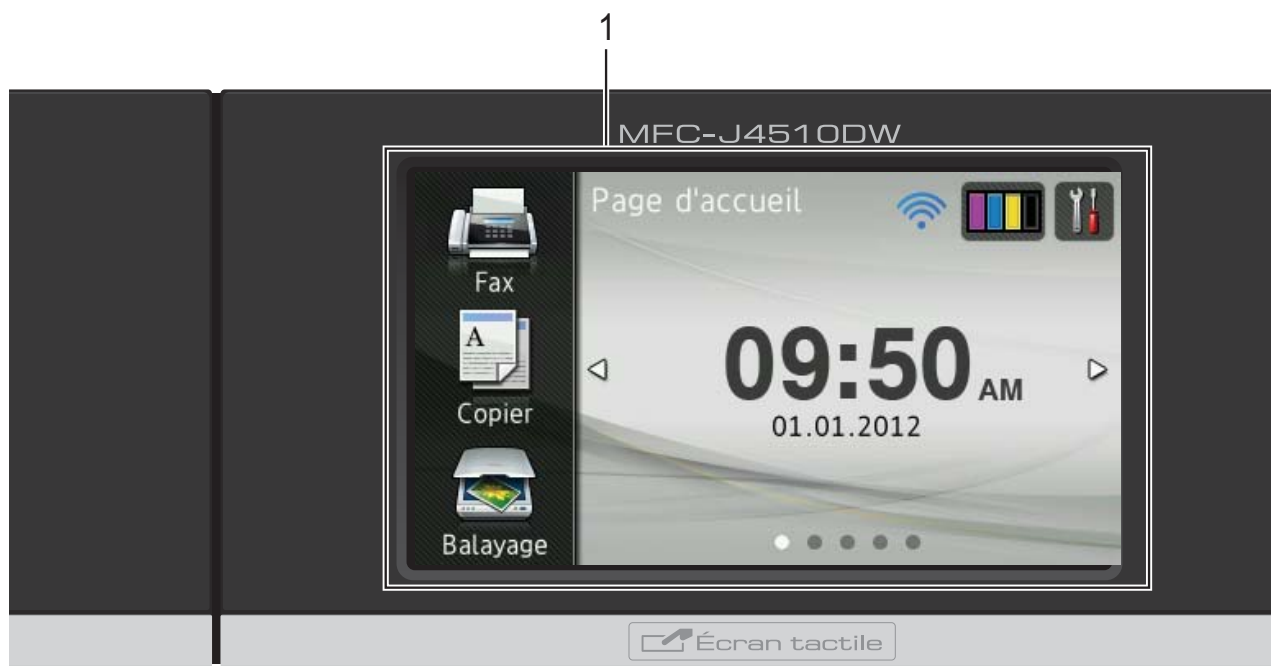 1
MFC-J4510DW
Page d'accueil
Fax
A
Copier
Balayage
09:50 AM
01.01.2012
Écran tactile